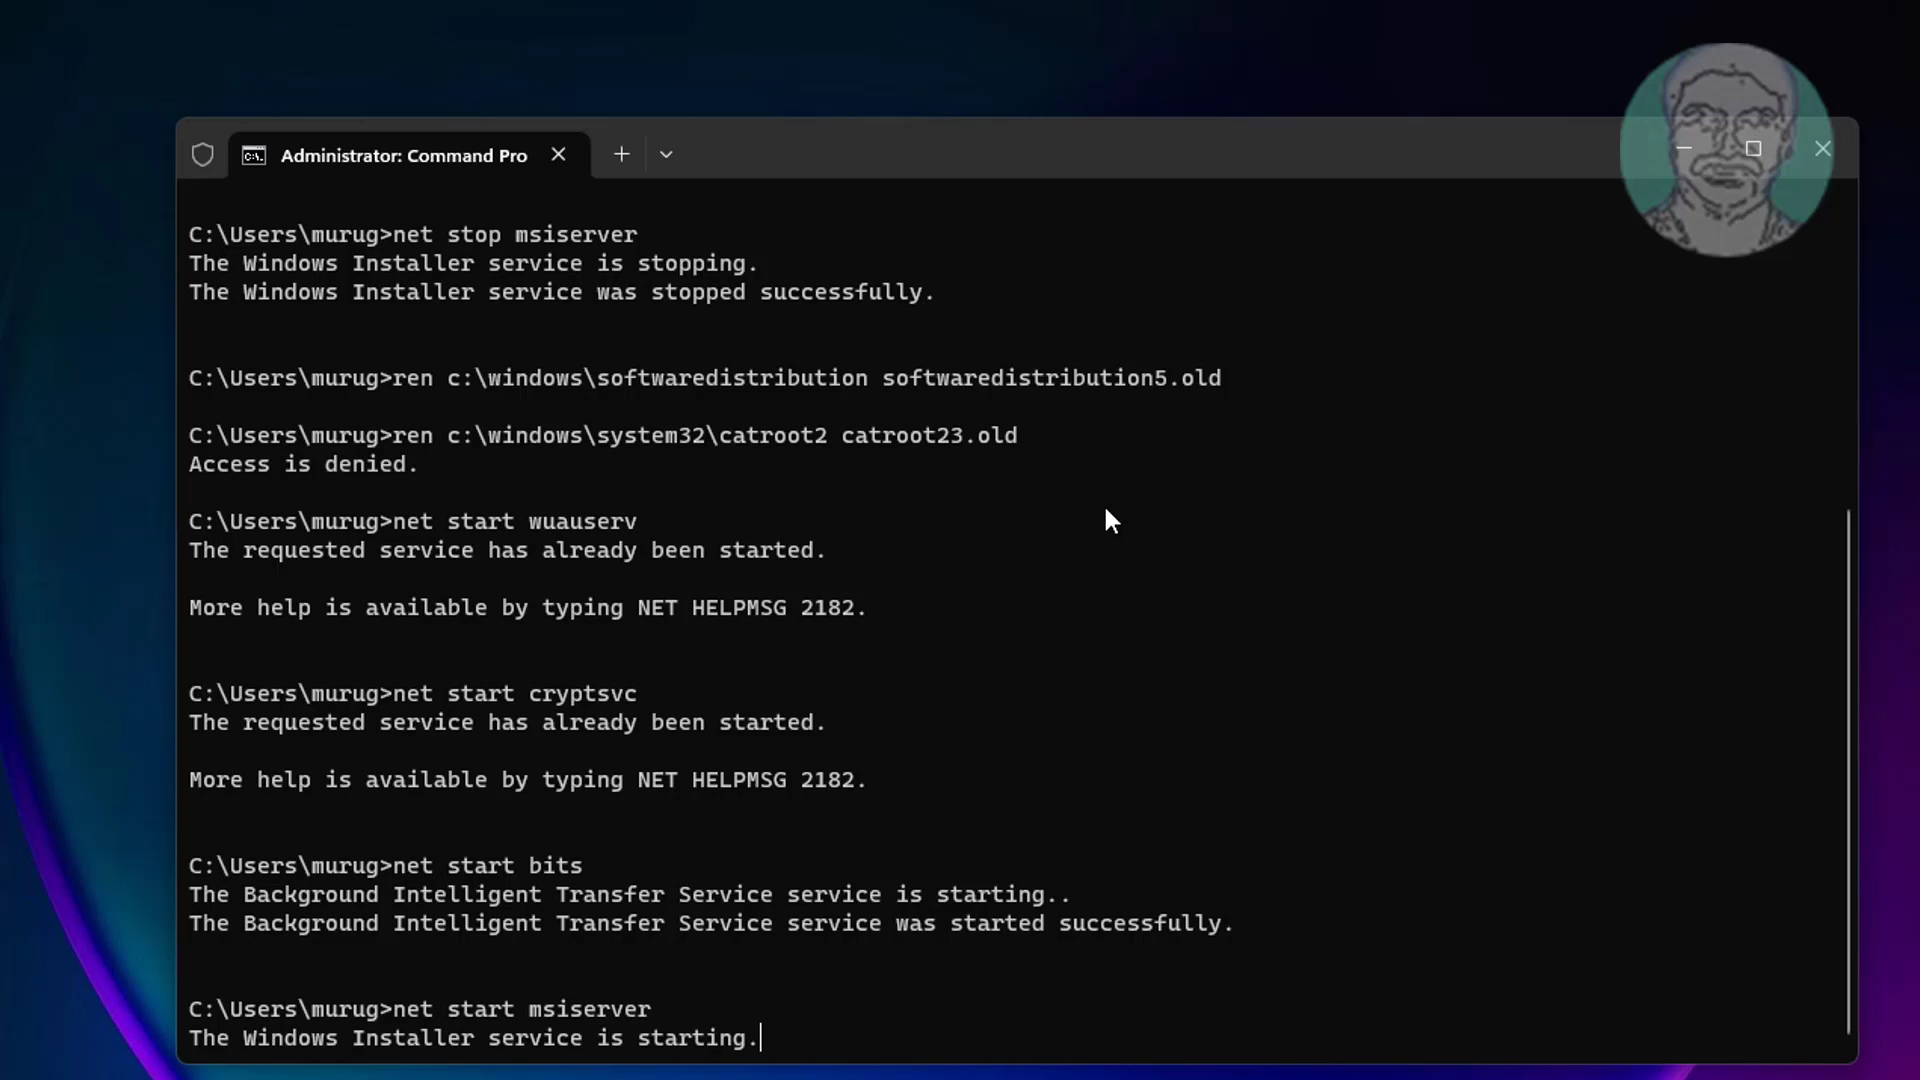 Administrator: Command Pro
C:\Users\murug>net stop msiserver
The Windows Installer service is stopping.
The Windows Installer service was stopped successfully.
C:\Users\murug>ren c:\windows\softwaredistribution softwaredistribution5.old
C:\Users\murug>ren c:\windows\system32\catroot2 catroot23.old
Access is denied.
C:\Users\murug>net start wuauserv
The requested service has already been started.
More help is available by typing NET HELPMSG 2182.
C:\Users\murug>net start cryptsvc
The requested service has already been started.
More help is available by typing NET HELPMSG 2182.
C:\Users\murug>net start bits
The Background Intelligent Transfer Service service is starting..
The Background Intelligent Transfer Service service was started successfully.
C:\Users\murug>net start msiserver
The Windows Installer service is starting.